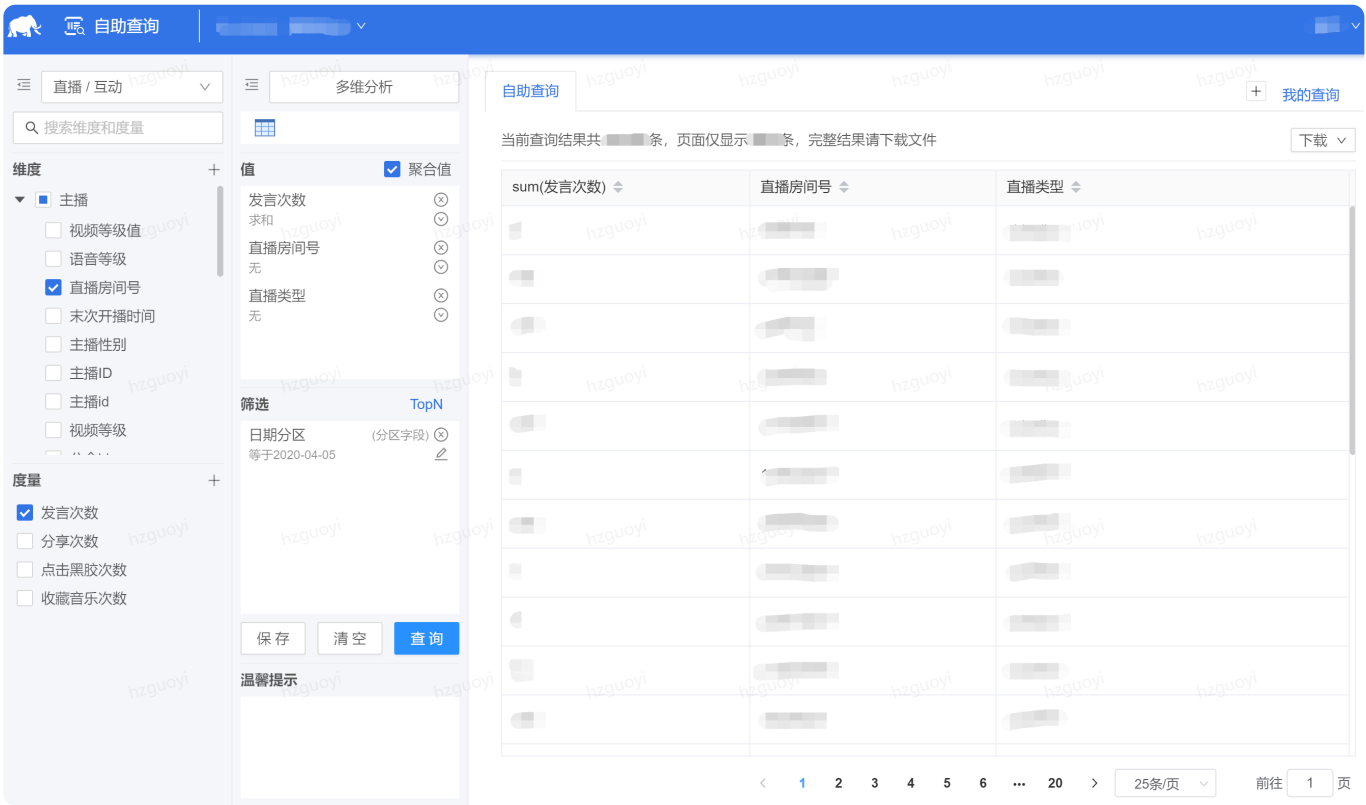 自助查询
直播 / 互动
搜索维度和度量
维度
主播
视频等级值
语音等级
直播房间号
末次开播时间
主播性别
主播ID
主播id
视频等级
度量
发言次数
分享次数
点击黑胶次数
收藏音乐次数
多维分析
值 聚合值
发言次数
求和
直播房间号
无
直播类型
无
筛选 TopN
日期分区 (分区字段)
等于2020-04-05
保存 清空 查询
温馨提示
自助查询
+ 我的查询
当前查询结果共 条，页面仅显示 条，完整结果请下载文件
下载
sum(发言次数) 直播房间号 直播类型
< 1 2 3 4 5 6 ... 20 > 25条/页 前往 1 页
hzguoyi